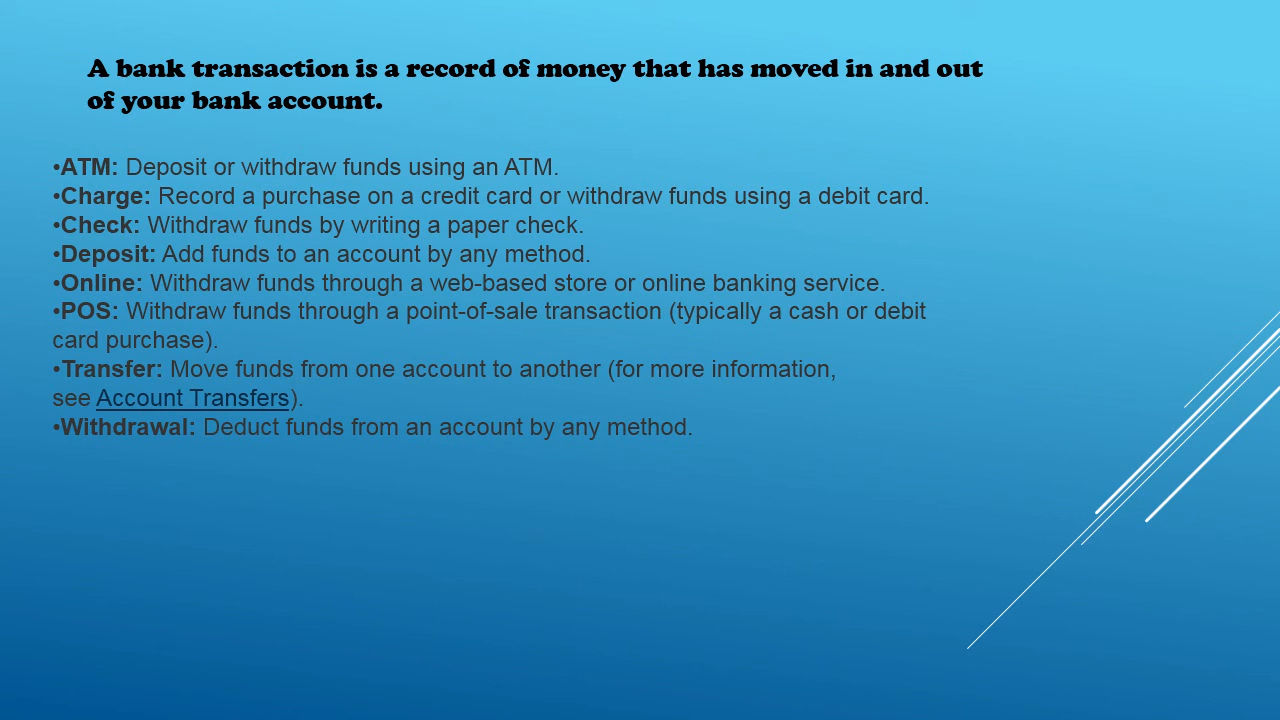 A bank transaction is a record of money that has moved in and out
of your bank account.
•ATM: Deposit or withdraw funds using an ATM.
•Charge: Record a purchase on a credit card or withdraw funds using a debit card.
•Check: Withdraw funds by writing a paper check.
•Deposit: Add funds to an account by any method.
•Online: Withdraw funds through a web-based store or online banking service.
•POS: Withdraw funds through a point-of-sale transaction (typically a cash or debit
card purchase).
•Transfer: Move funds from one account to another (for more information,
see Account Transfers).
•Withdrawal: Deduct funds from an account by any method.